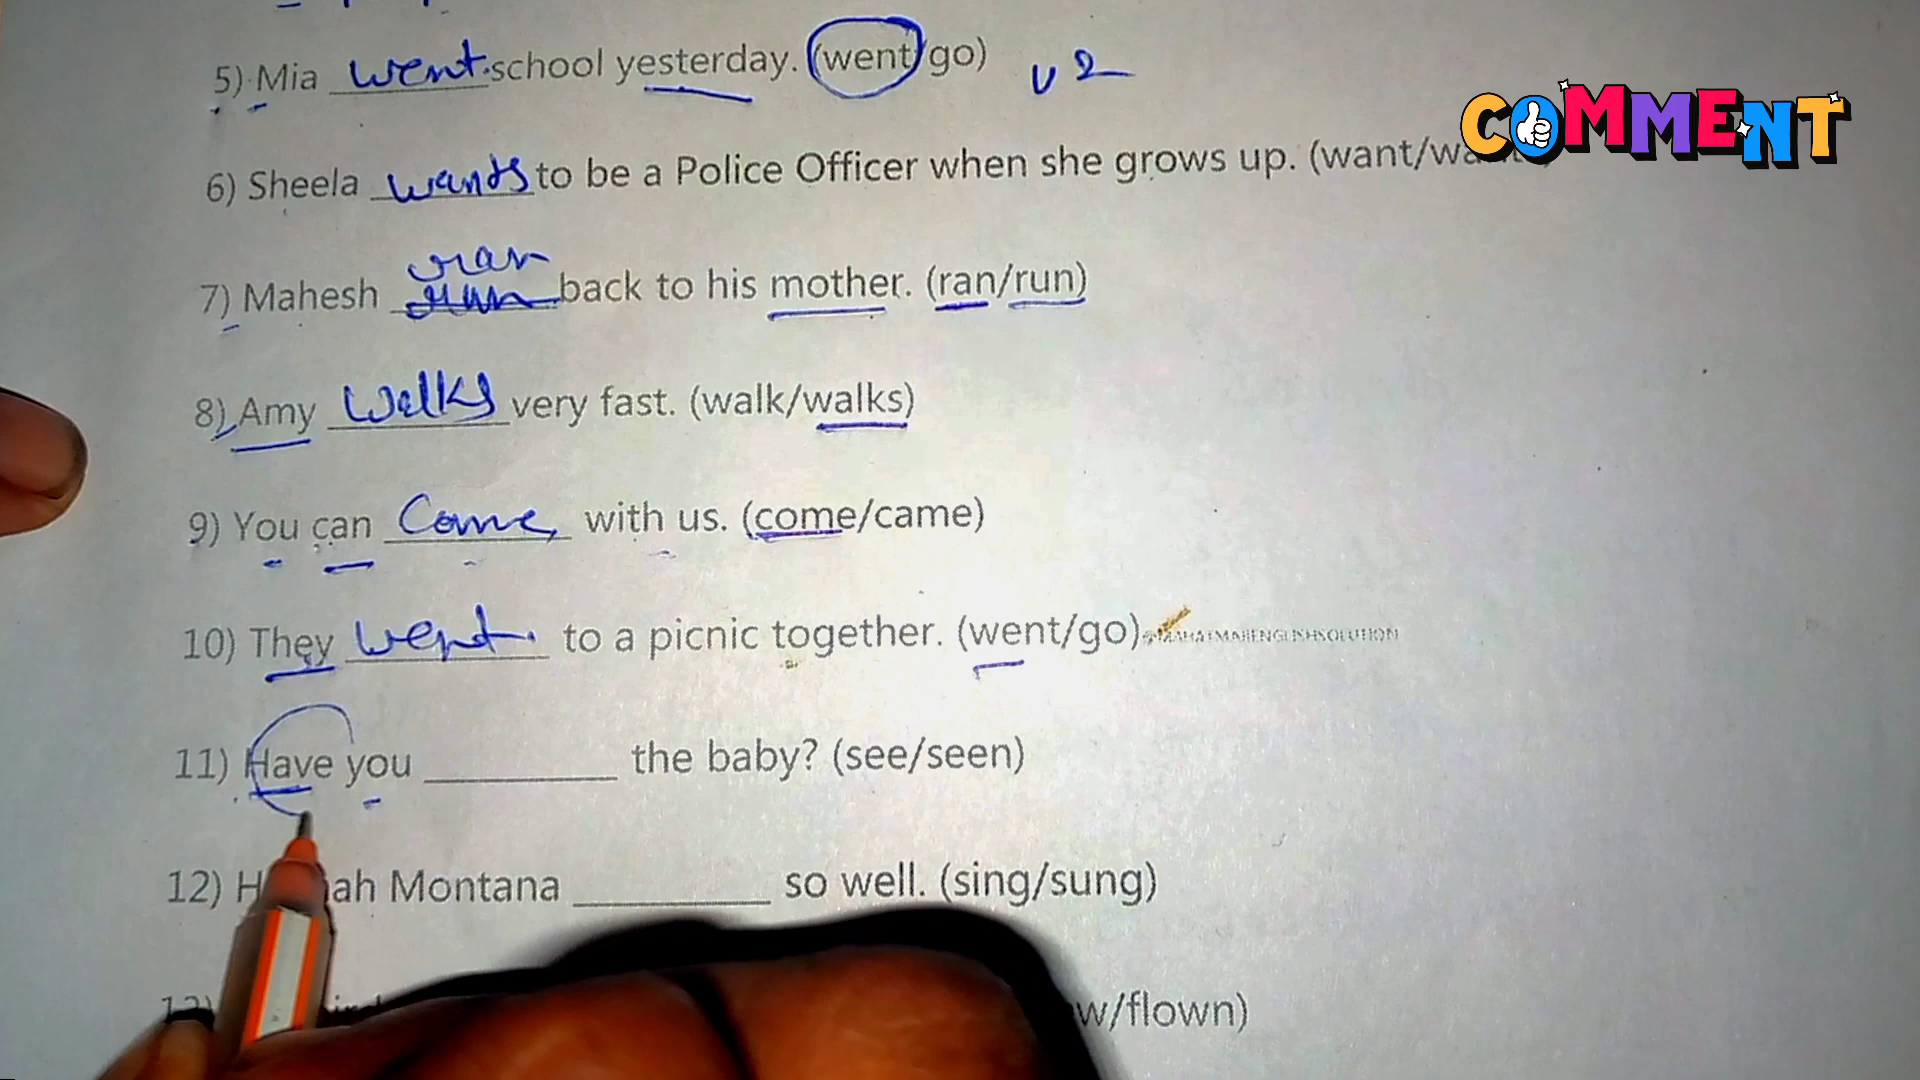 5) Mia went school yesterday. (went/go) v2
COMMENT
6) Sheela wants to be a Police Officer when she grows up. (want/
ran
7) Mahesh back to his mother. (ran/run)
8) Amy walks very fast. (walk/walks)
9) You can Come with us. (come/came)
10) They went to a picnic together. (went/go)
11) Have you ________ the baby? (see/seen)
12) Montana ________ so well. (sing/sung)
flown)